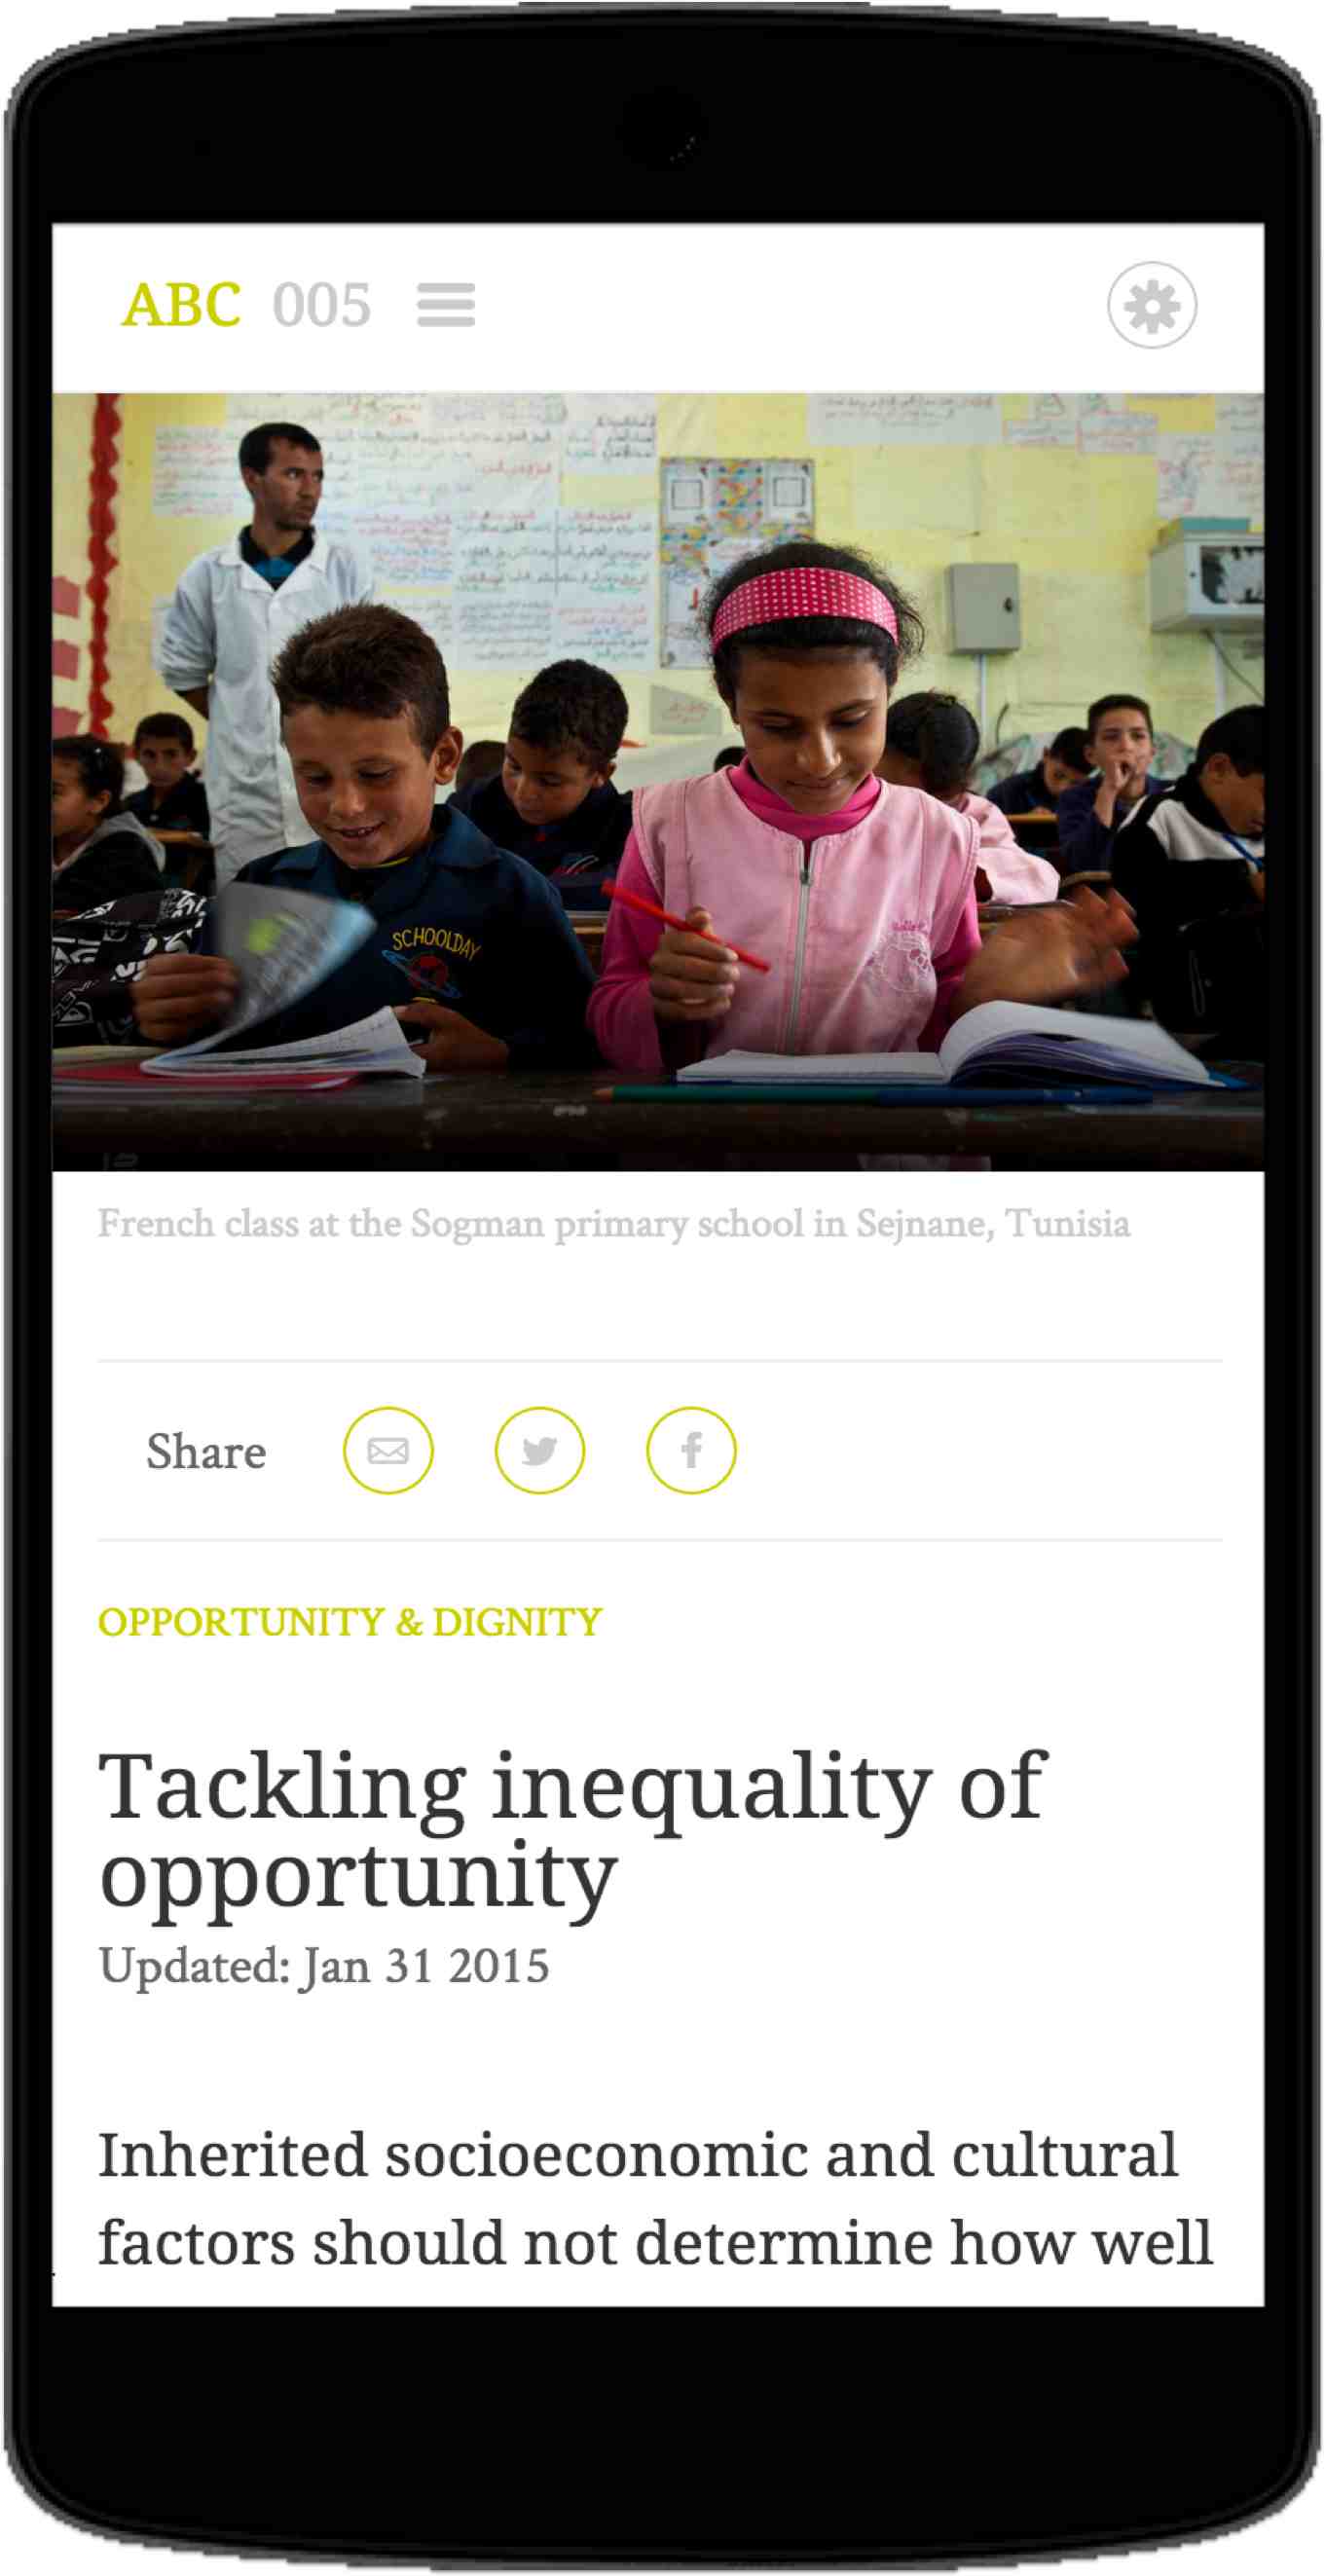 ABC 005
SCHOOLDAY
French class at the Sogman primary school in Sejnane, Tunisia
Share
OPPORTUNITY & DIGNITY
Tackling inequality of
opportunity
Updated: Jan 31 2015
Inherited socioeconomic and cultural
factors should not determine how well